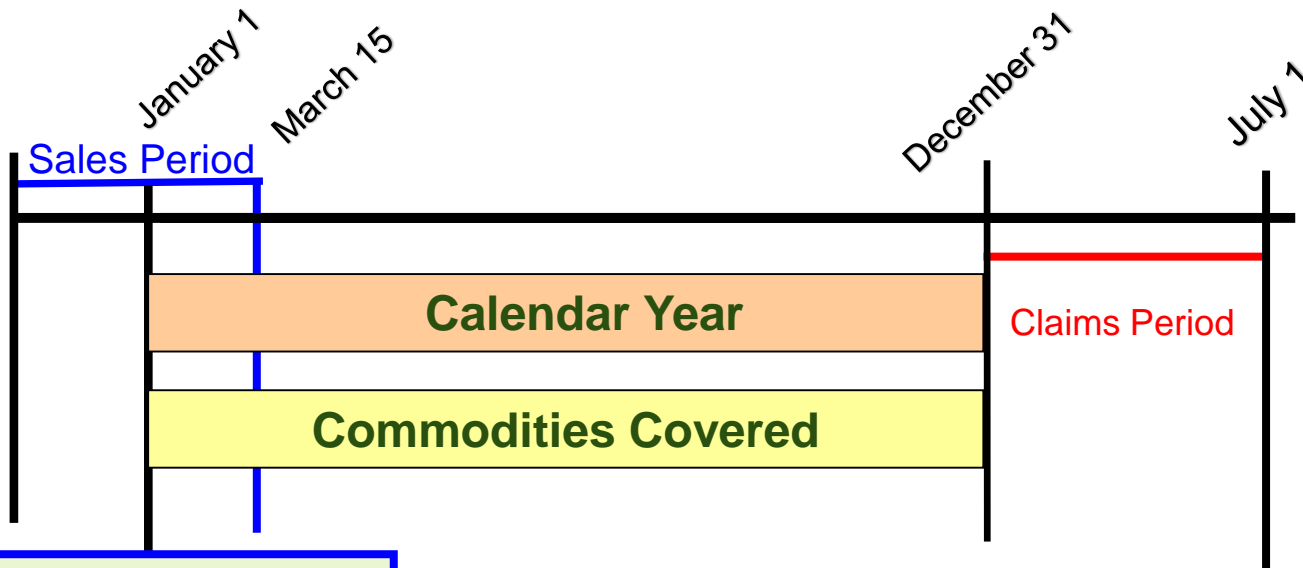 January 1
March 15
December 31
July 1
Sales Period
Calendar Year
Claims Period
Commodities Covered